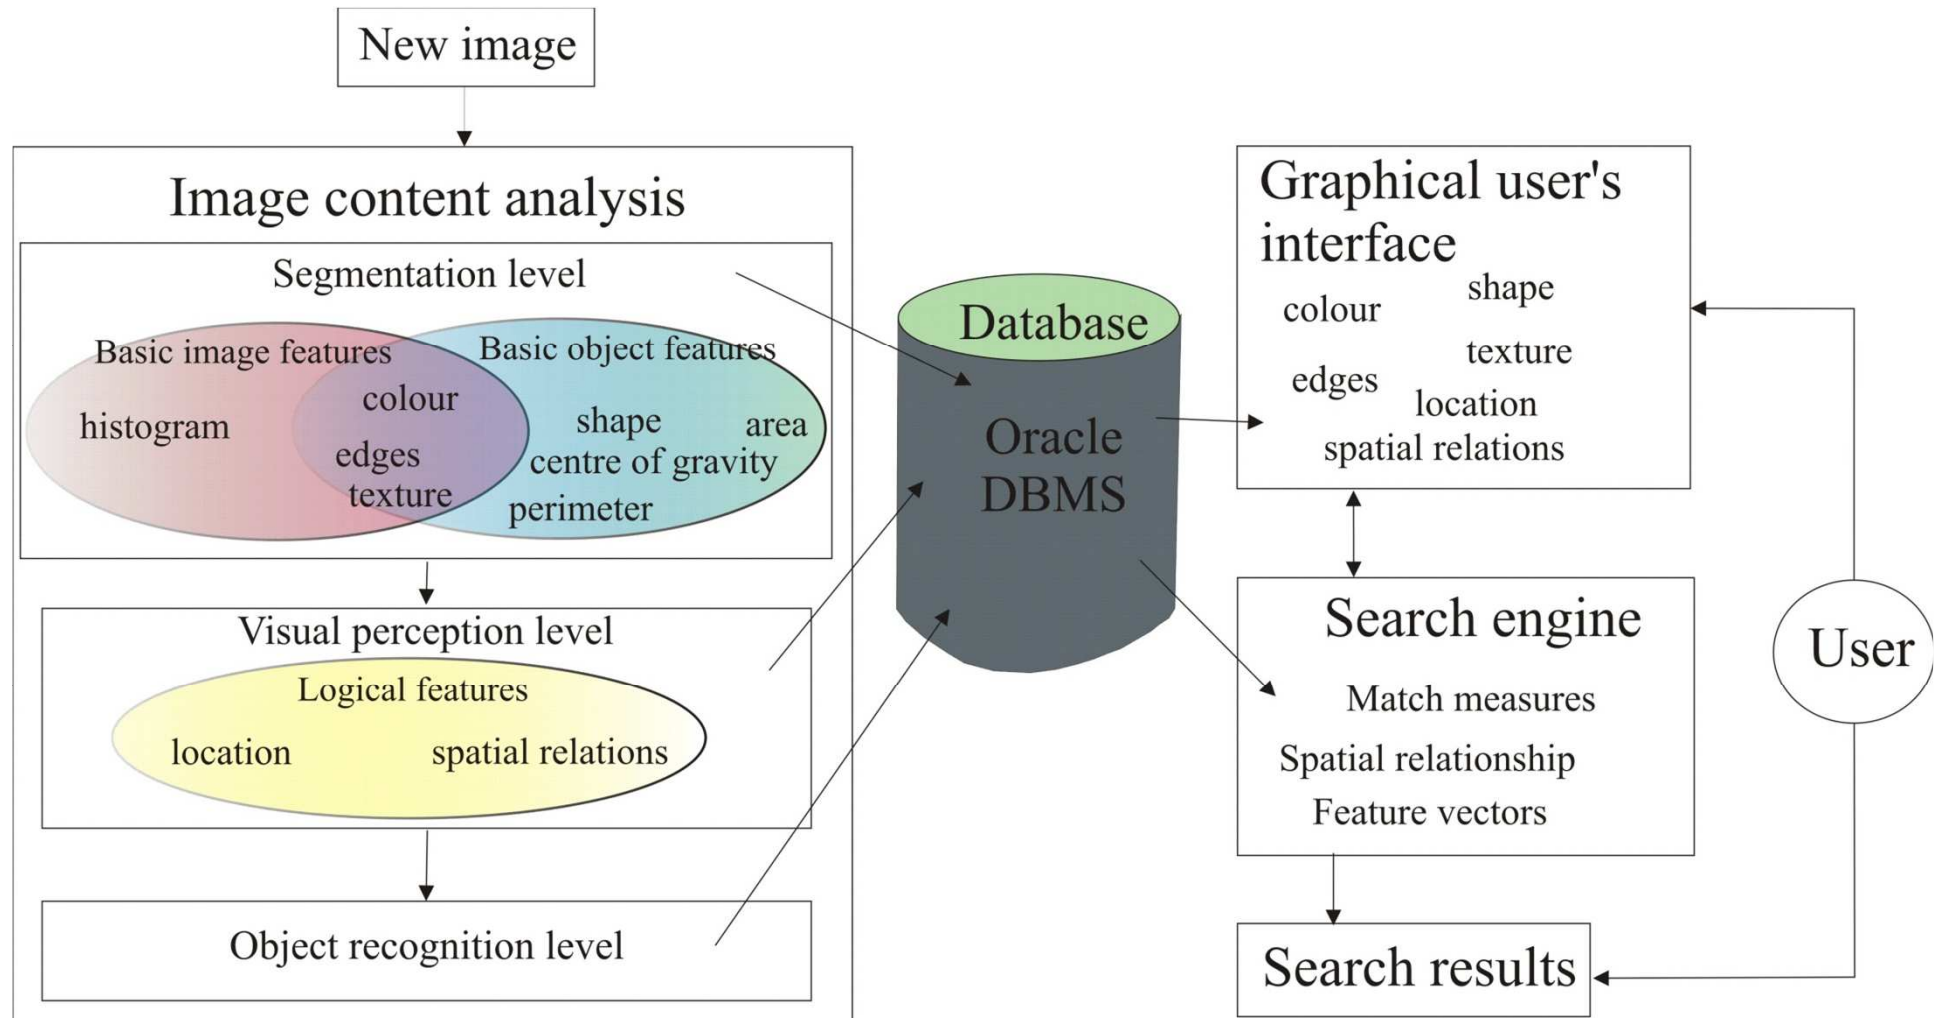 New image
Image content analysis
Segmentation level
Basic image features
Basic object features
colour
histogram
shape
area
edges
centre of gravity
texture
perimeter
Visual perception level
Logical features
location
spatial relations
Object recognition level
Database
Oracle
DBMS
Graphical user's
interface
shape
colour
texture
edges
location
spatial relations
Search engine
Match measures
Spatial relationship
Feature vectors
Search results
User